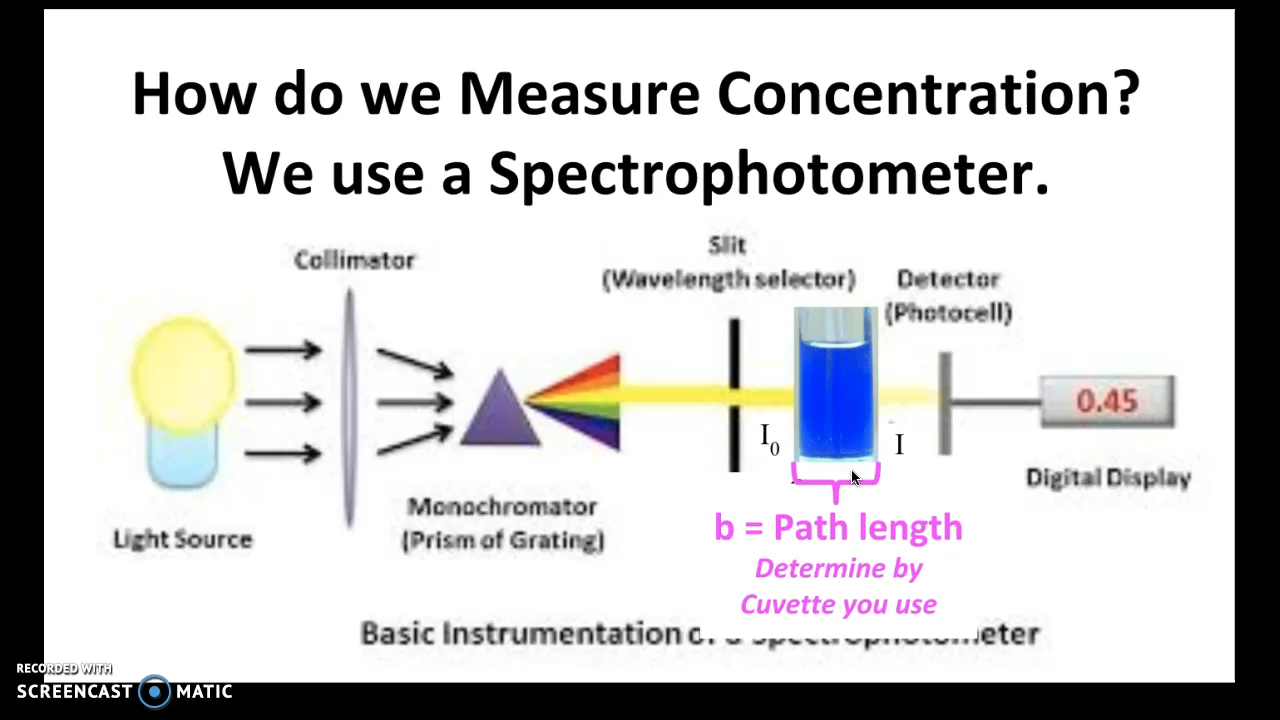 How do we Measure Concentration?
We use a Spectrophotometer.
Slit
(Wavelength selector)
Collimator
Detector
(Photocell)
0.45
I₀
I
Digital Display
Monochromator
(Prism of Grating)
Light Source
b = Path length
Determine by
Cuvette you use
Basic Instrumentation
RECORDED WITH
SCREENCAST MATIC